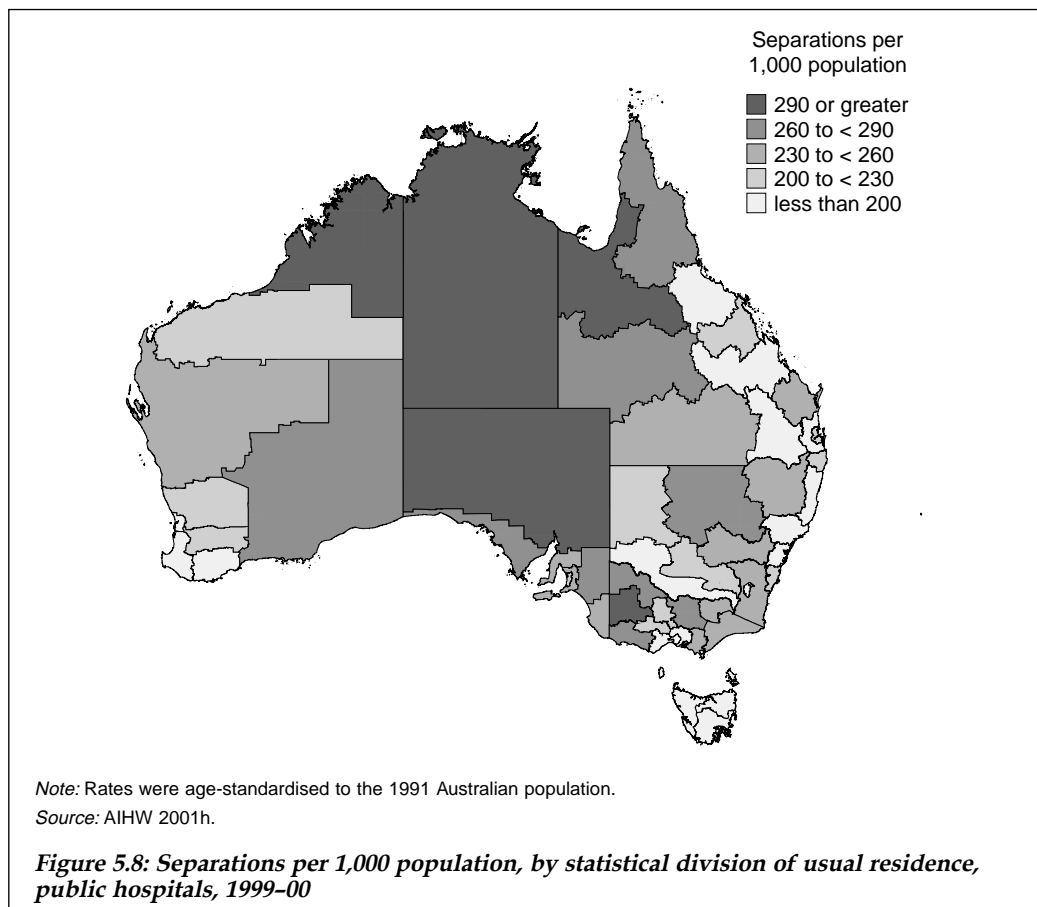 Separations per
1,000 population
290 or greater
260 to < 290
230 to < 260
200 to < 230
less than 200
Note: Rates were age-standardised to the 1991 Australian population.
Source: AIHW 2001h.
Figure 5.8: Separations per 1,000 population, by statistical division of usual residence,
public hospitals, 1999–00